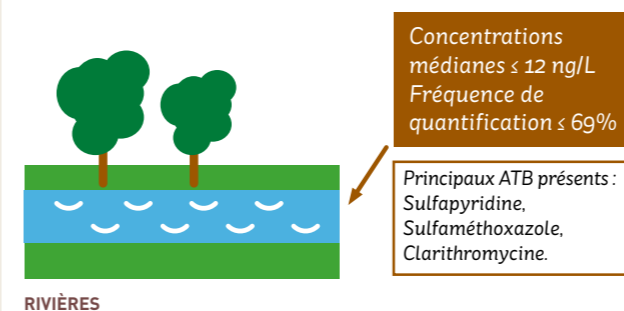 Concentrations
médianes ≤ 12 ng/L
Fréquence de
quantification ≤ 69%
Principaux ATB présents :
Sulfapyridine,
Sulfaméthoxazole,
Clarithromycine.
RIVIÈRES